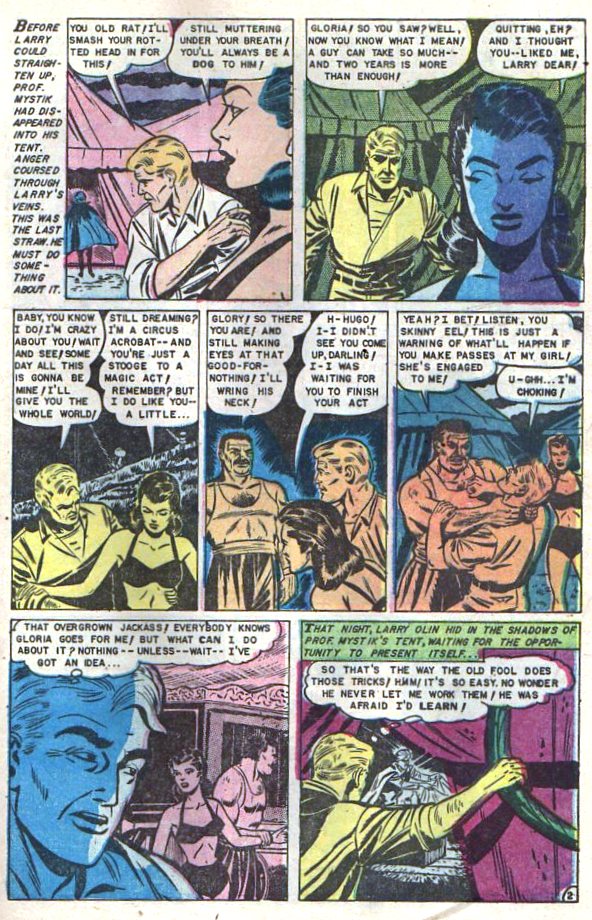 BEFORE
LARRY
COULD
STRAIGH-
TEN UP,
PROF.
MYSTIK
HAD DIS-
APPEARED
INTO HIS
TENT.
ANGER
COURSED
THROUGH
LARRY'S
VEINS.
THIS WAS
THE LAST
STRAW. HE
MUST DO
SOME-
THING
ABOUT IT.
YOU OLD RAT! I'LL
SMASH YOUR ROT-
TED HEAD IN FOR
THIS!
STILL MUTTERING
UNDER YOUR BREATH!
YOU'LL ALWAYS BE A
DOG TO HIM!
GLORIA! SO YOU SAW? WELL,
NOW YOU KNOW WHAT I MEAN!
A GUY CAN TAKE SO MUCH--
AND TWO YEARS IS MORE
THAN ENOUGH!
QUITTING, EH?
AND I THOUGHT
YOU--LIKED ME,
LARRY DEAR!
BABY, YOU KNOW
I DO! I'M CRAZY
ABOUT YOU! WAIT
AND SEE! SOME
DAY ALL THIS
IS GONNA BE
MINE! I'LL
GIVE YOU THE
WHOLE WORLD!
STILL DREAMING?
I'M A CIRCUS
ACROBAT--AND
YOU'RE JUST A
STOOGE TO A
MAGIC ACT!
REMEMBER? BUT
I DO LIKE YOU--
A LITTLE...
GLORY! SO THERE
YOU ARE! AND
STILL MAKING
EYES AT THAT
GOOD-FOR-
NOTHING! I'LL
WRING HIS
NECK!
H-HUGO!
I-I DIDN'T
SEE YOU COME
UP, DARLING!
I-I WAS
WAITING FOR
YOU TO FINISH
YOUR ACT
YEAH? I BET! LISTEN, YOU
SKINNY EEL! THIS IS JUST A
WARNING OF WHAT'LL HAPPEN IF
YOU MAKE PASSES AT MY GIRL!
SHE'S ENGAGED
TO ME!
U-GHH...I'M
CHOKING!
THAT OVERGROWN JACKASS! EVERYBODY KNOWS
GLORIA GOES FOR ME! BUT WHAT CAN I DO
ABOUT IT? NOTHING--UNLESS--WAIT--I'VE
GOT AN IDEA...
THAT NIGHT, LARRY OLIN HID IN THE SHADOWS OF
PROF. MYSTIK'S TENT, WAITING FOR THE OPPOR-
TUNITY TO PRESENT ITSELF...
SO THAT'S THE WAY THE OLD FOOL DOES
THOSE TRICKS! HMM! IT'S SO EASY. NO WONDER
HE NEVER LET ME WORK THEM! HE WAS
AFRAID I'D LEARN!
2